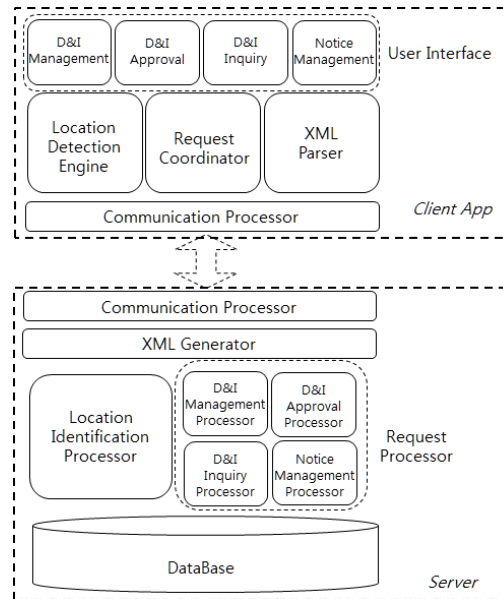 D&I
Management
D&I
Approval
D&I
Inquiry
Notice
Management
User Interface
Location
Detection
Engine
Request
Coordinator
XML
Parser
Communication Processor
Client App
Communication Processor
XML Generator
Location
Identification
Processor
D&I
Management
Processor
D&I
Approval
Processor
D&I
Inquiry
Processor
Notice
Management
Processor
Request
Processor
DataBase
Server